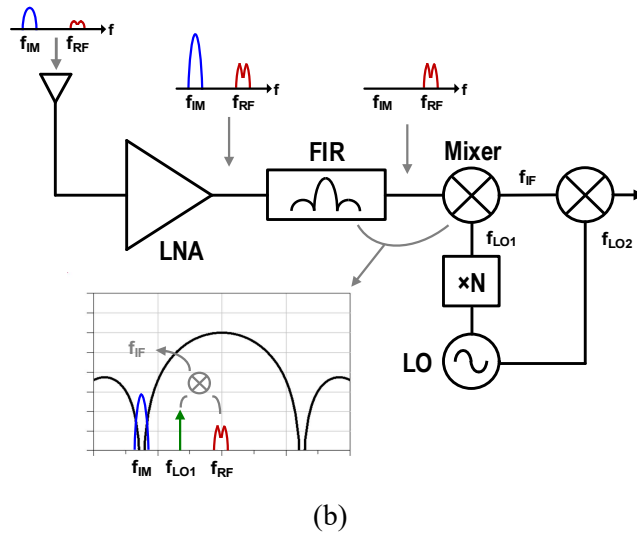 f
f_IM f_RF
f
f_IM f_RF
f
f_IM f_RF
FIR
Mixer
f_IF
LNA
f_LO1
f_LO2
×N
LO
f_IF
f_IM f_LO1 f_RF
(b)